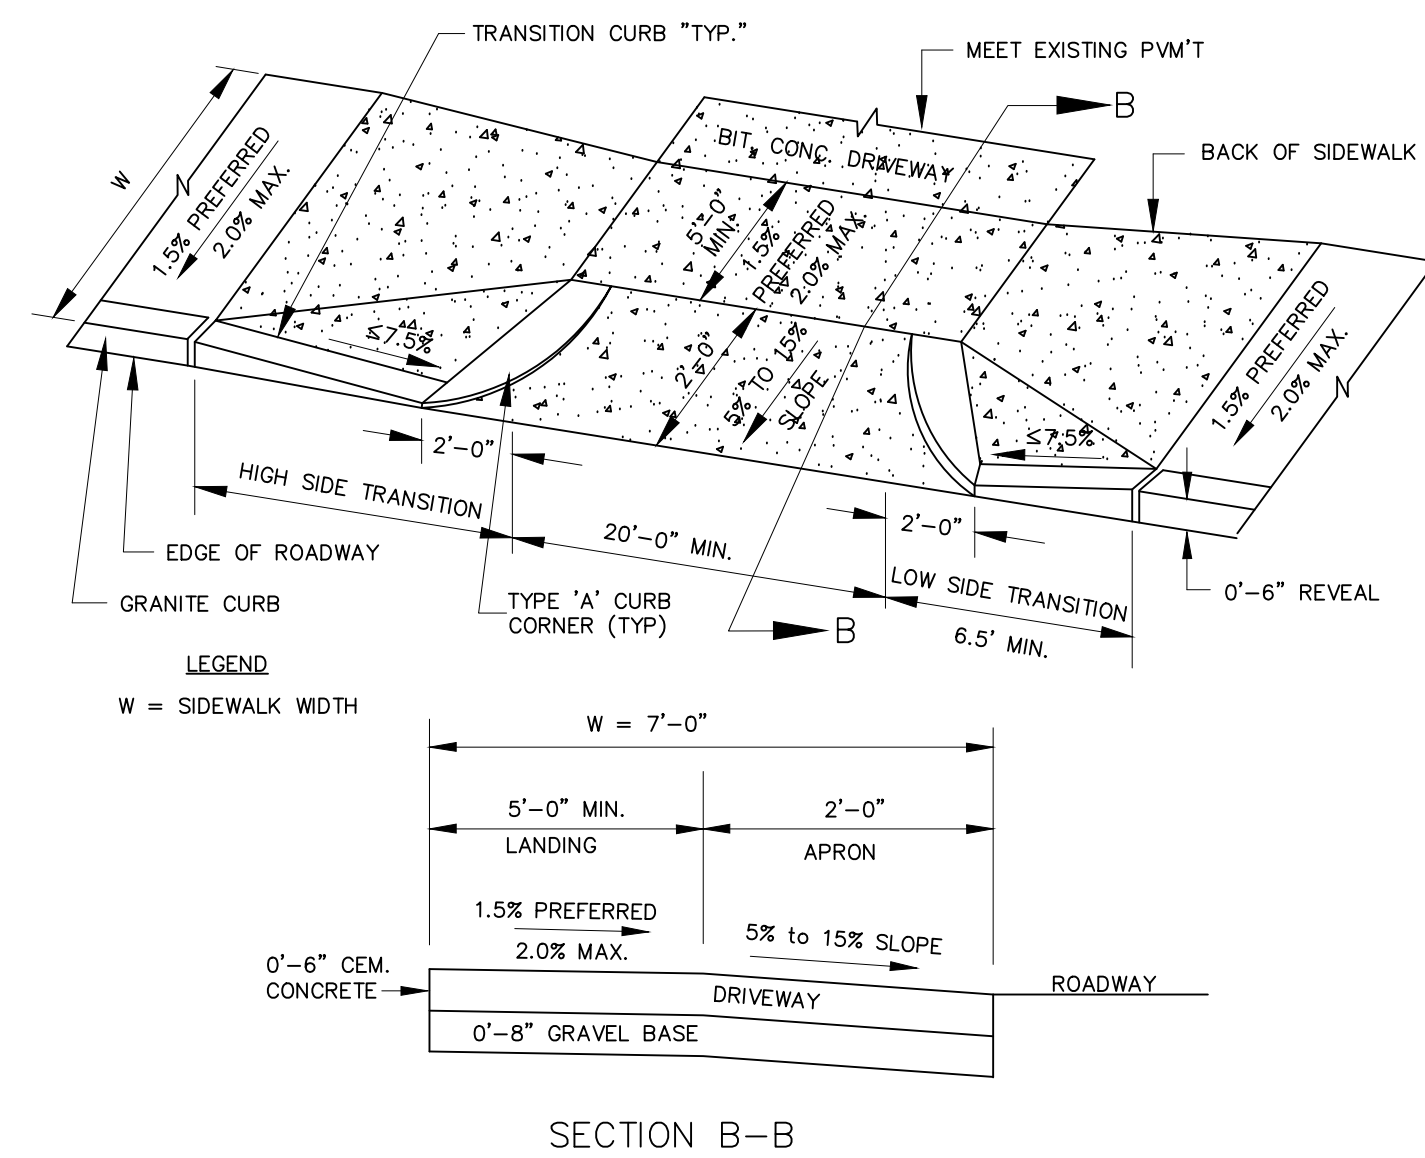 TRANSITION CURB "TYP."
MEET EXISTING PVM'T
B
BACK OF SIDEWALK
W
1.5% PREFERRED
2.0% MAX.
BIT. CONC. DRIVEWAY
5'-0"
MIN.
1.5%
PREFERRED
2.0% MAX.
≤7.5%
2'-0"
5% TO 15%
SLOPE
≤7.5%
1.5% PREFERRED
2.0% MAX.
2'-0"
HIGH SIDE TRANSITION
20'-0" MIN.
2'-0"
LOW SIDE TRANSITION
6.5' MIN.
EDGE OF ROADWAY
GRANITE CURB
TYPE 'A' CURB
CORNER (TYP)
B
0'-6" REVEAL
LEGEND
W = SIDEWALK WIDTH
W = 7'-0"
5'-0" MIN.
LANDING
2'-0"
APRON
1.5% PREFERRED
2.0% MAX.
5% to 15% SLOPE
0'-6" CEM.
CONCRETE
DRIVEWAY
ROADWAY
0'-8" GRAVEL BASE
SECTION B-B